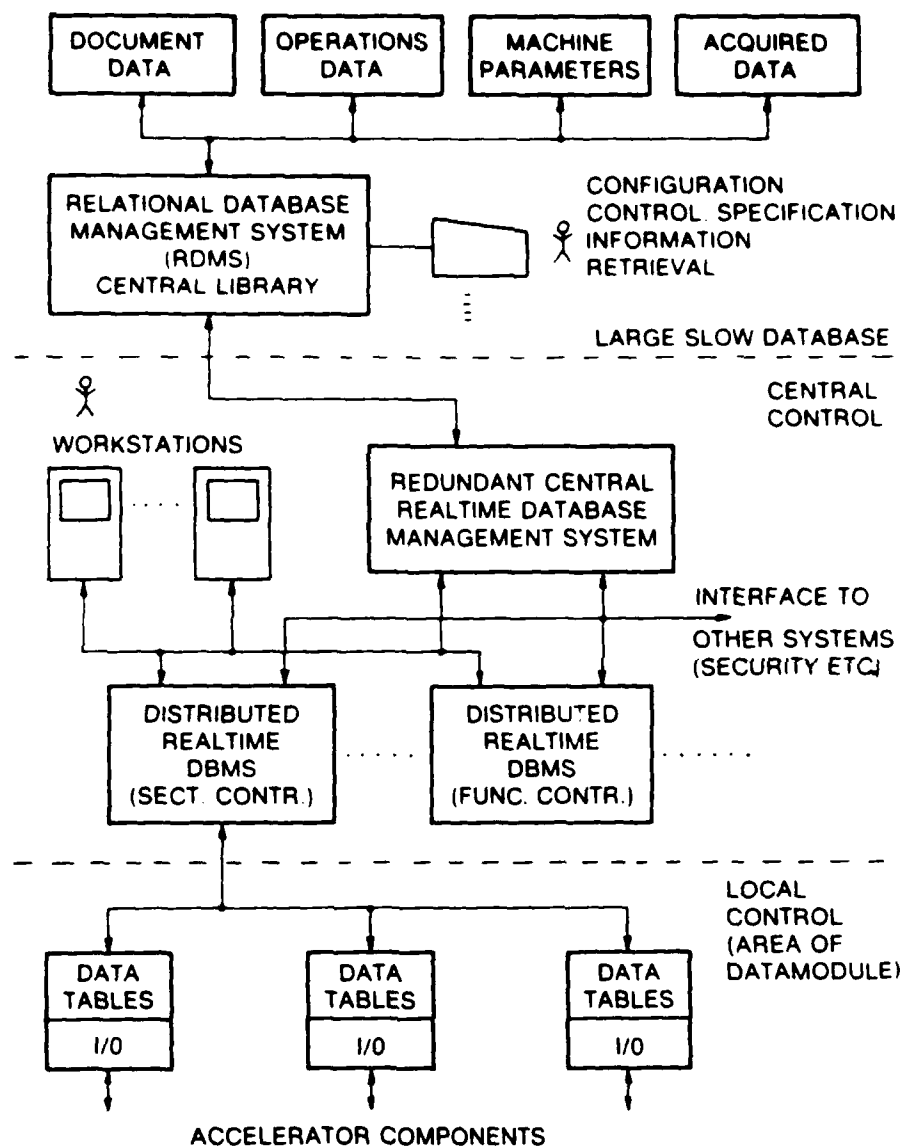 DOCUMENT
DATA
OPERATIONS
DATA
MACHINE
PARAMETERS
ACQUIRED
DATA
RELATIONAL DATABASE
MANAGEMENT SYSTEM
(RDMS)
CENTRAL LIBRARY
CONFIGURATION
CONTROL. SPECIFICATION
INFORMATION
RETRIEVAL
LARGE SLOW DATABASE
CENTRAL
CONTROL
WORKSTATIONS
REDUNDANT CENTRAL
REALTIME DATABASE
MANAGEMENT SYSTEM
INTERFACE TO
OTHER SYSTEMS
(SECURITY ETC)
DISTRIBUTED
REALTIME
DBMS
(SECT. CONTR.)
DISTRIBUTED
REALTIME
DBMS
(FUNC. CONTR.)
LOCAL
CONTROL
(AREA OF
DATAMODULE)
DATA
TABLES
I/O
DATA
TABLES
I/O
DATA
TABLES
I/O
ACCELERATOR COMPONENTS